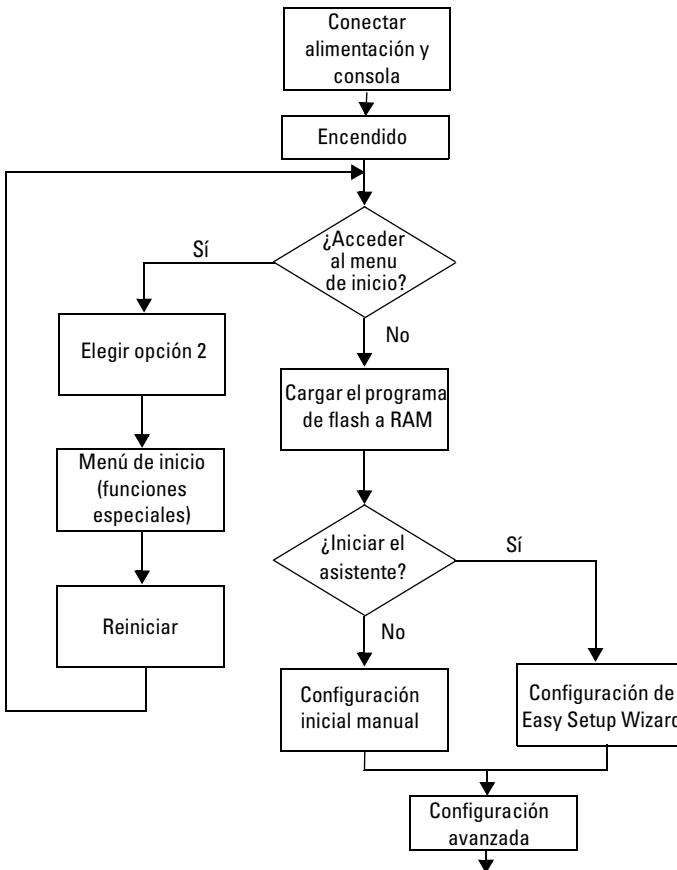 Conectar
alimentación y
consola
Encendido
¿Acceder
al menu
de inicio?
Sí
No
Elegir opción 2
Cargar el programa
de flash a RAM
Menú de inicio
(funciones
especiales)
¿Iniciar el
asistente?
Sí
No
Reiniciar
Configuración
inicial manual
Configuración de
Easy Setup Wizard
Configuración
avanzada